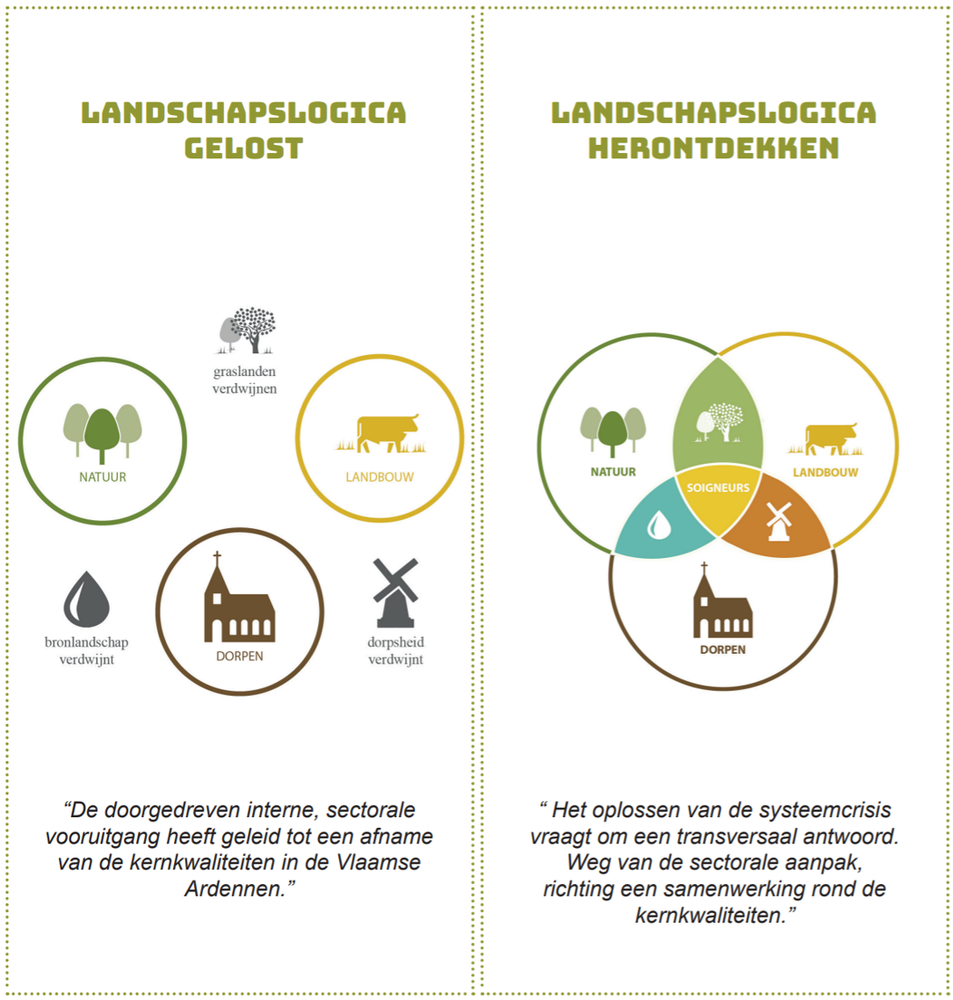 LANDSCHAPSLOGICA
GELOST
graslanden
verdwijnen
NATUUR
LANDBOUW
bronlandschap
verdwijnt
DORPEN
dorpsheid
verdwijnt
“De doorgedreven interne, sectorale
vooruitgang heeft geleid tot een afname
van de kernkwaliteiten in de Vlaamse
Ardennen.”
LANDSCHAPSLOGICA
HERONTDEKKEN
NATUUR
LANDBOUW
SOIGNEURS
DORPEN
“ Het oplossen van de systeemcrisis
vraagt om een transversaal antwoord.
Weg van de sectorale aanpak,
richting een samenwerking rond de
kernkwaliteiten.”